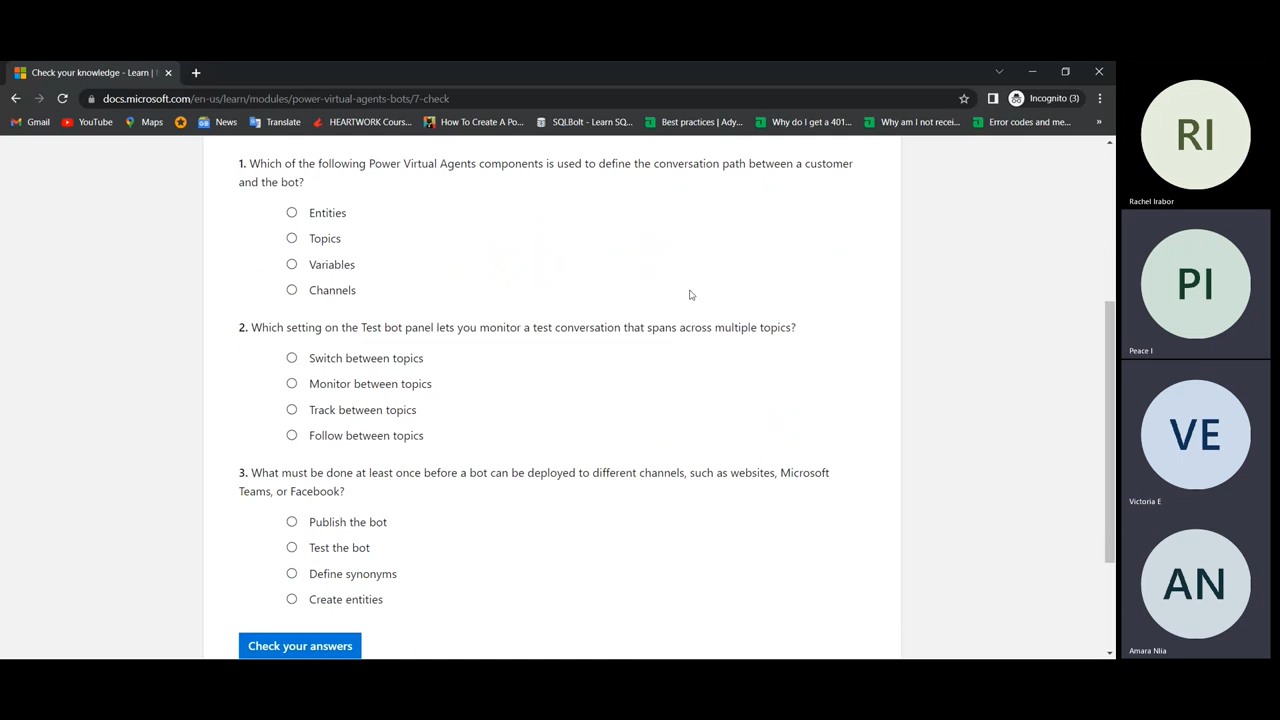 Check your knowledge - Learn |
docs.microsoft.com/en-us/learn/modules/power-virtual-agents-bots/7-check
Incognito (3)
Gmail
YouTube
Maps
News
Translate
HEARTWORK Cours...
How To Create A Po...
SQLBolt - Learn SQ...
Best practices | Ady...
Why do I get a 401...
Why am I not recei...
Error codes and me...
»
1. Which of the following Power Virtual Agents components is used to define the conversation path between a customer
and the bot?
Entities
Topics
Variables
Channels
2. Which setting on the Test bot panel lets you monitor a test conversation that spans across multiple topics?
Switch between topics
Monitor between topics
Track between topics
Follow between topics
3. What must be done at least once before a bot can be deployed to different channels, such as websites, Microsoft
Teams, or Facebook?
Publish the bot
Test the bot
Define synonyms
Create entities
Check your answers
RI
Rachel Irabor
PI
Peace I
VE
Victoria E
AN
Amara Nlia